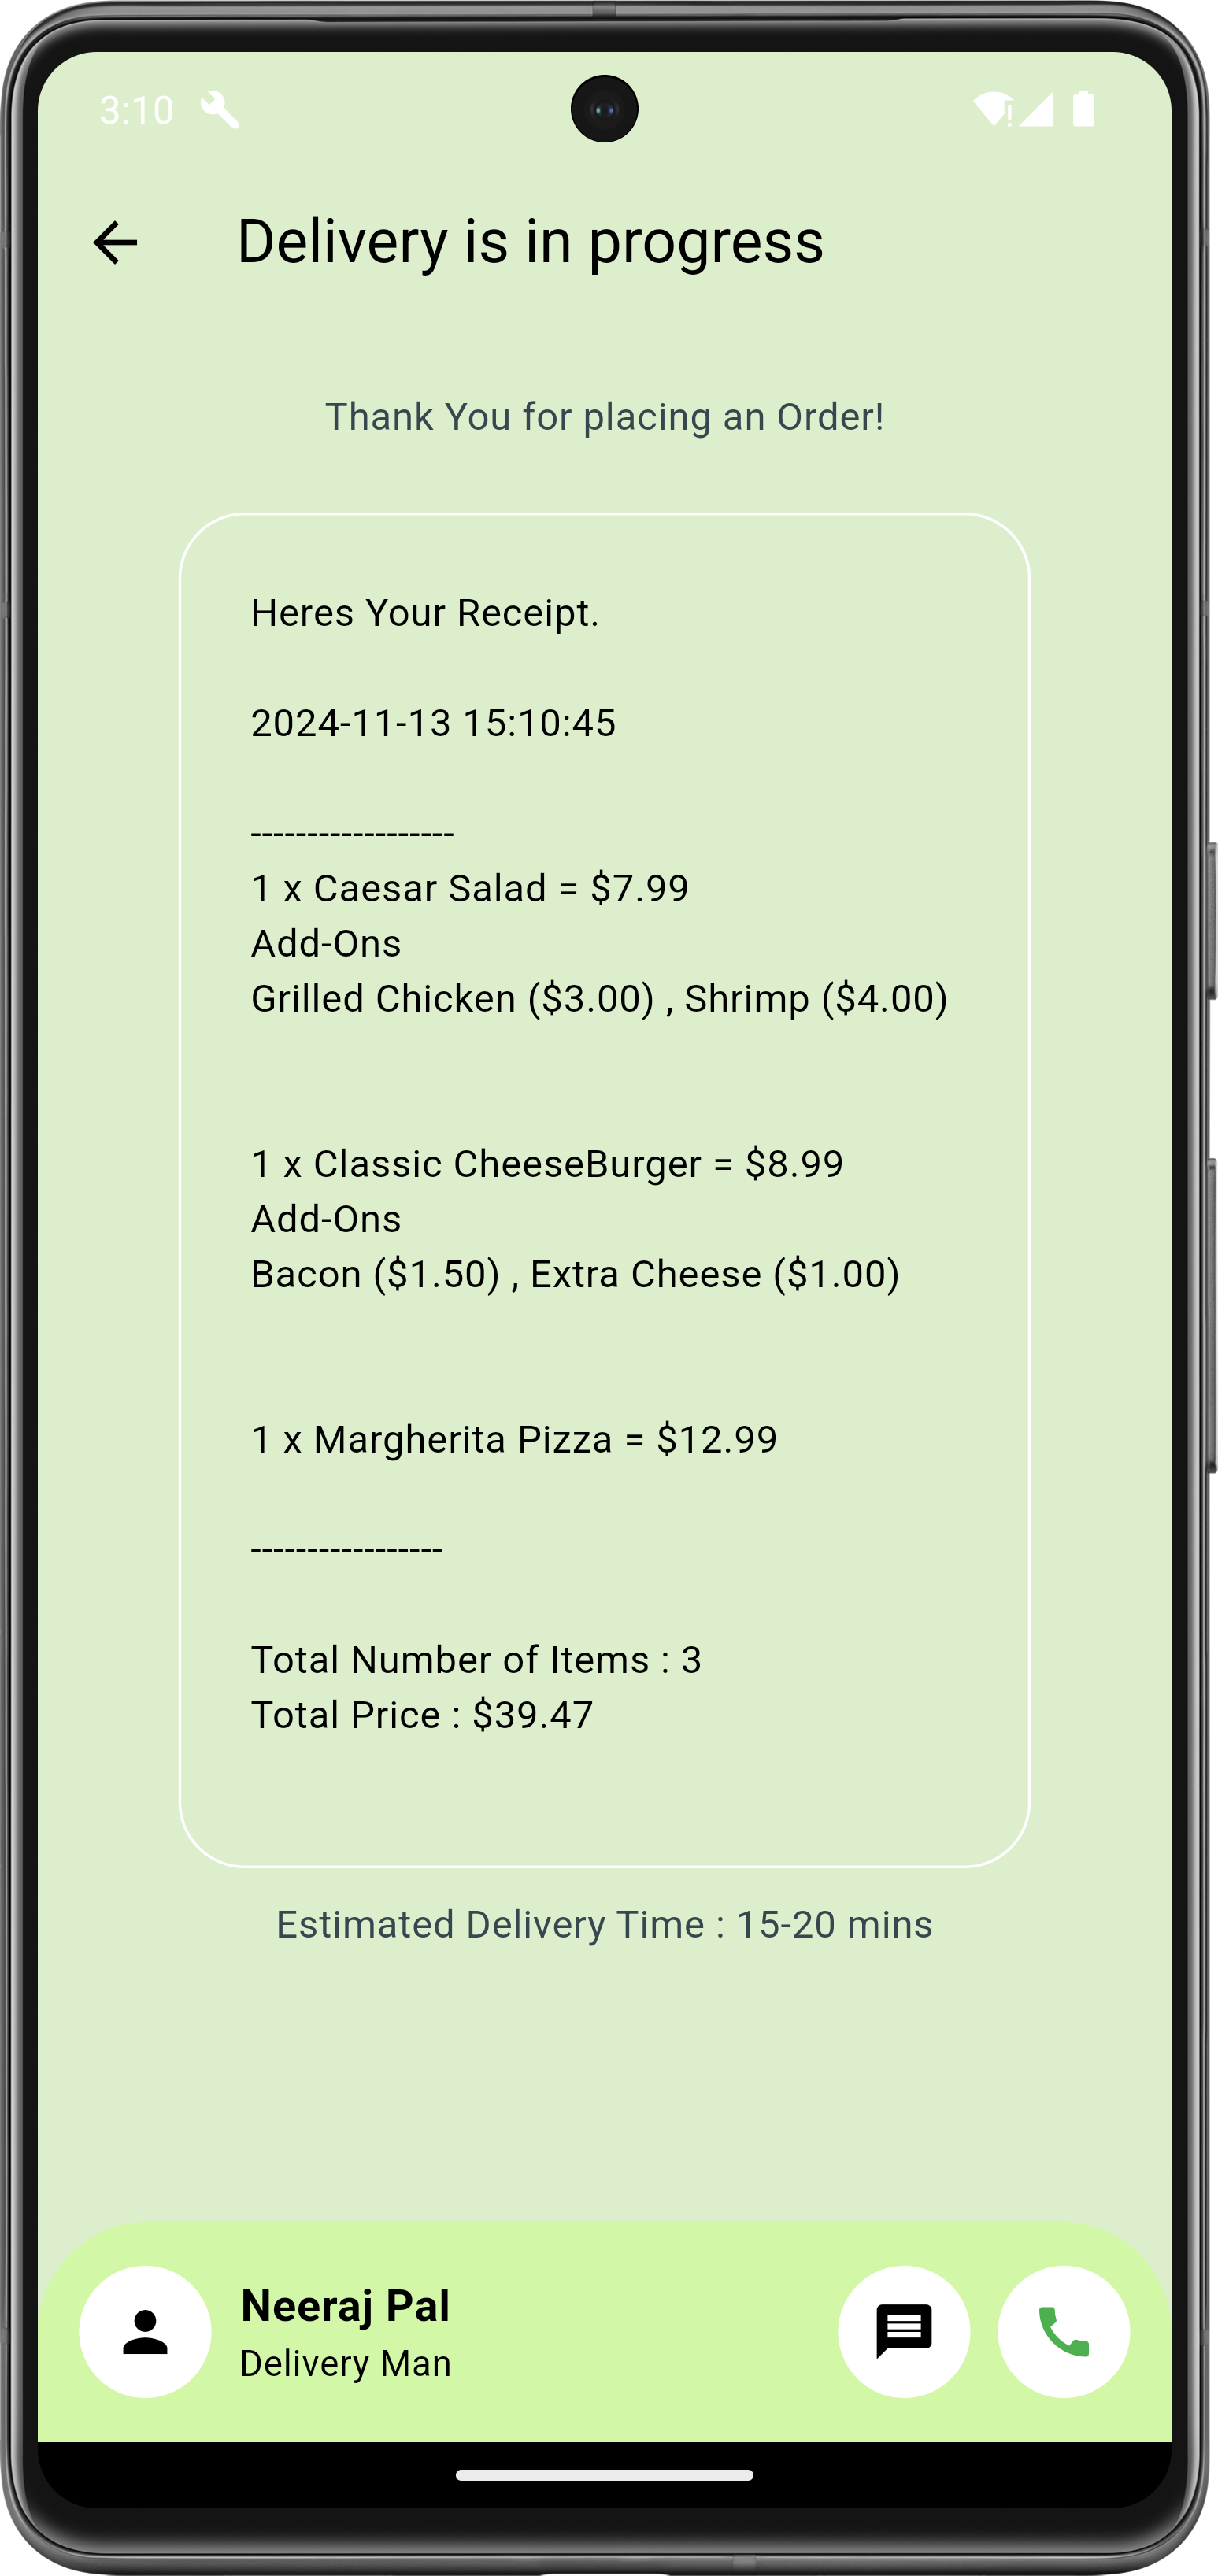 3:10
Delivery is in progress
Thank You for placing an Order!
Heres Your Receipt.
2024-11-13 15:10:45
------------------
1 x Caesar Salad = $7.99
Add-Ons
Grilled Chicken ($3.00) , Shrimp ($4.00)
1 x Classic CheeseBurger = $8.99
Add-Ons
Bacon ($1.50) , Extra Cheese ($1.00)
1 x Margherita Pizza = $12.99
-----------------
Total Number of Items : 3
Total Price : $39.47
Estimated Delivery Time : 15-20 mins
Neeraj Pal
Delivery Man